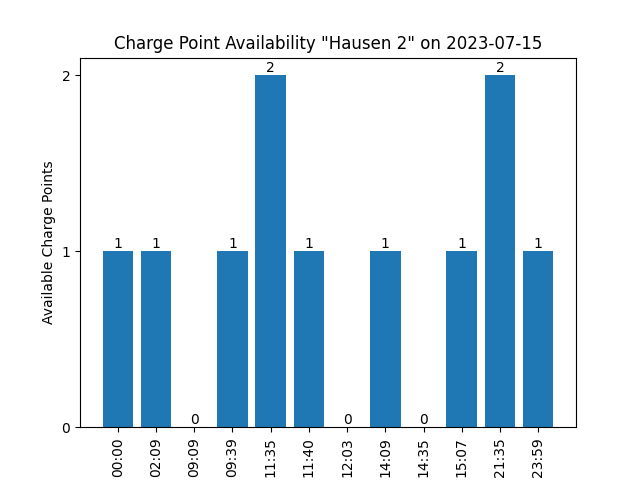 Charge Point Availability "Hausen 2" on 2023-07-15
Available Charge Points
2
1
0
1 1 0 1 2 1 0 1 0 1 2 1
00:00 02:09 09:09 09:39 11:35 11:40 12:03 14:09 14:35 15:07 21:35 23:59